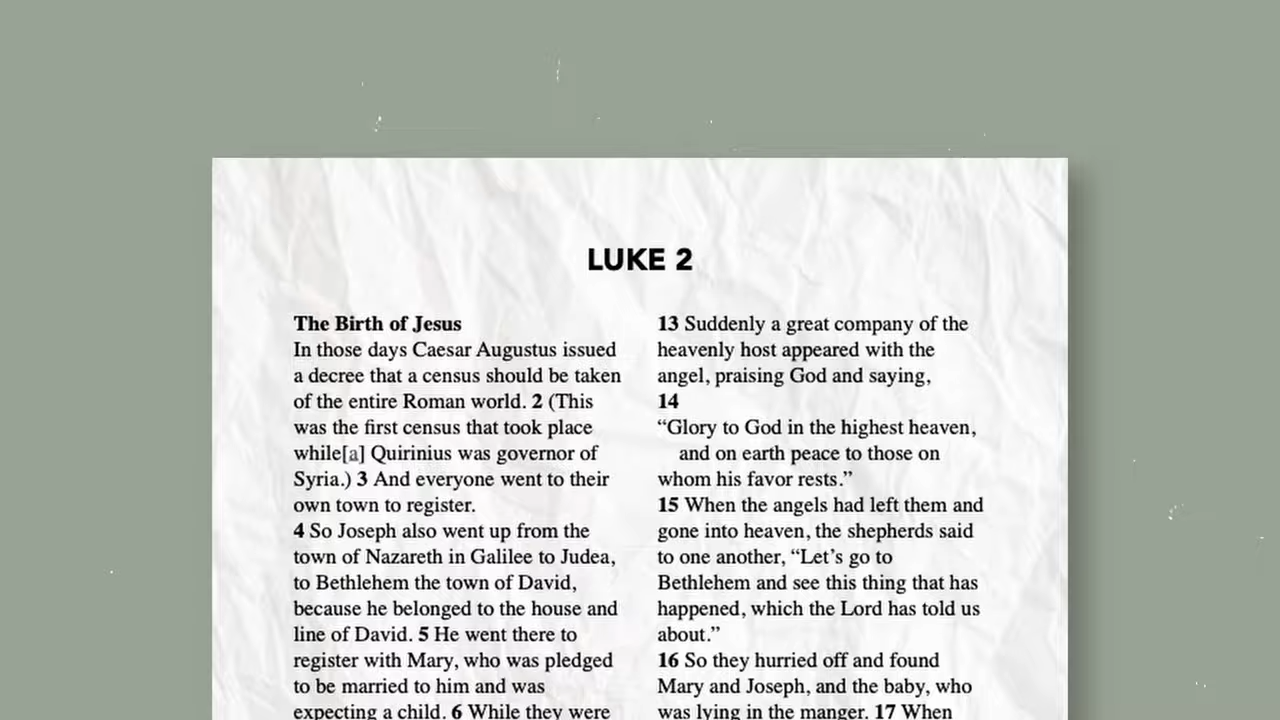 LUKE 2
The Birth of Jesus
In those days Caesar Augustus issued
a decree that a census should be taken
of the entire Roman world. 2 (This
was the first census that took place
while[a] Quirinius was governor of
Syria.) 3 And everyone went to their
own town to register.
4 So Joseph also went up from the
town of Nazareth in Galilee to Judea,
to Bethlehem the town of David,
because he belonged to the house and
line of David. 5 He went there to
register with Mary, who was pledged
to be married to him and was
expecting a child. 6 While they were
13 Suddenly a great company of the
heavenly host appeared with the
angel, praising God and saying,
14
“Glory to God in the highest heaven,
and on earth peace to those on
whom his favor rests.”
15 When the angels had left them and
gone into heaven, the shepherds said
to one another, “Let’s go to
Bethlehem and see this thing that has
happened, which the Lord has told us
about.”
16 So they hurried off and found
Mary and Joseph, and the baby, who
was lying in the manger. 17 When